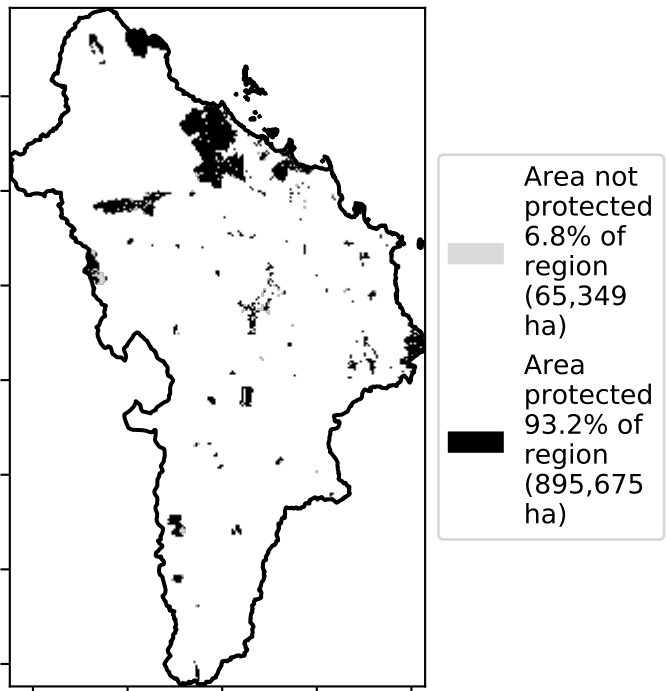 Area not
protected
6.8% of
region
(65,349
ha)
Area
protected
93.2% of
region
(895,675
ha)